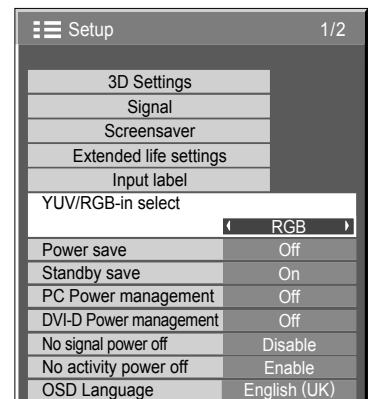 Setup 1/2
3D Settings
Signal
Screensaver
Extended life settings
Input label
YUV/RGB-in select
RGB
Power save Off
Standby save On
PC Power management Off
DVI-D Power management Off
No signal power off Disable
No activity power off Enable
OSD Language English (UK)